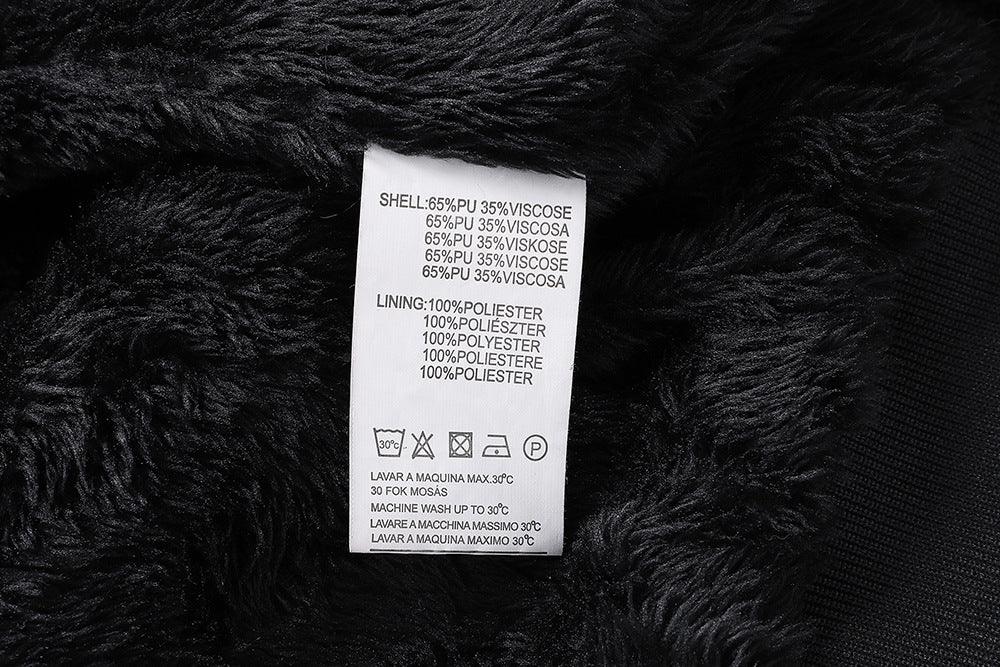 SHELL:65%PU 35%VISCOSE
65%PU 35%VISCOSA
65%PU 35%VISKOSE
65%PU 35%VISCOSE
65%PU 35%VISCOSA
LINING:100%POLIESTER
100%POLIÉSZTER
100%POLYESTER
100%POLIESTERE
100%POLIESTER
30℃ P
LAVAR A MAQUINA MAX.30℃
30 FOK MOSÁS
MACHINE WASH UP TO 30℃
LAVARE A MACCHINA MASSIMO 30℃
LAVAR A MAQUINA MAXIMO 30℃